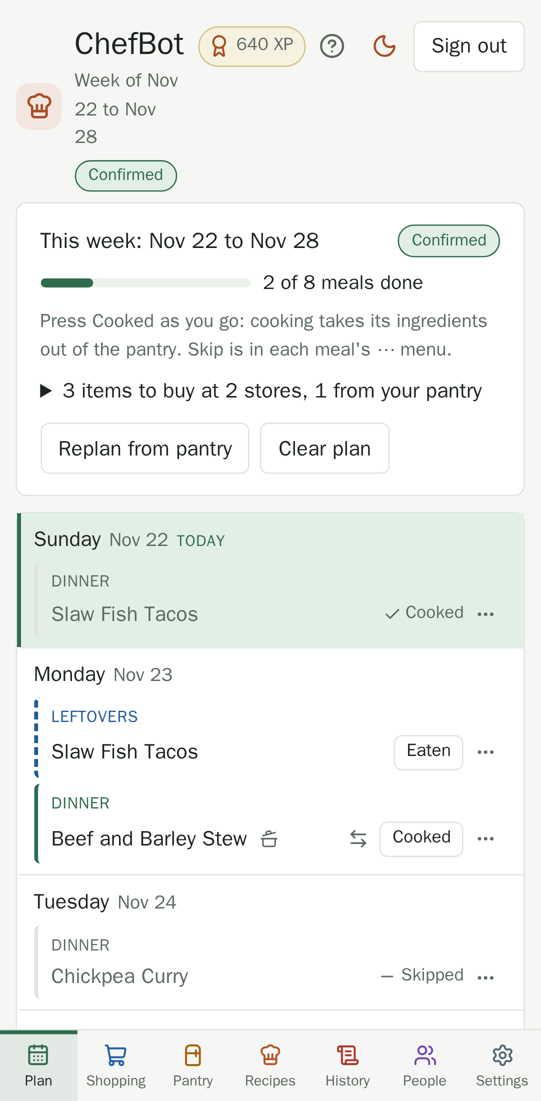 ChefBot
640 XP
Sign out
Week of Nov
22 to Nov
28
Confirmed
This week: Nov 22 to Nov 28
Confirmed
2 of 8 meals done
Press Cooked as you go: cooking takes its ingredients
out of the pantry. Skip is in each meal's ··· menu.
3 items to buy at 2 stores, 1 from your pantry
Replan from pantry
Clear plan
Sunday Nov 22 TODAY
DINNER
Slaw Fish Tacos
Cooked
Monday Nov 23
LEFTOVERS
Slaw Fish Tacos
Eaten
DINNER
Beef and Barley Stew
Cooked
Tuesday Nov 24
DINNER
Chickpea Curry
– Skipped
Plan
Shopping
Pantry
Recipes
History
People
Settings